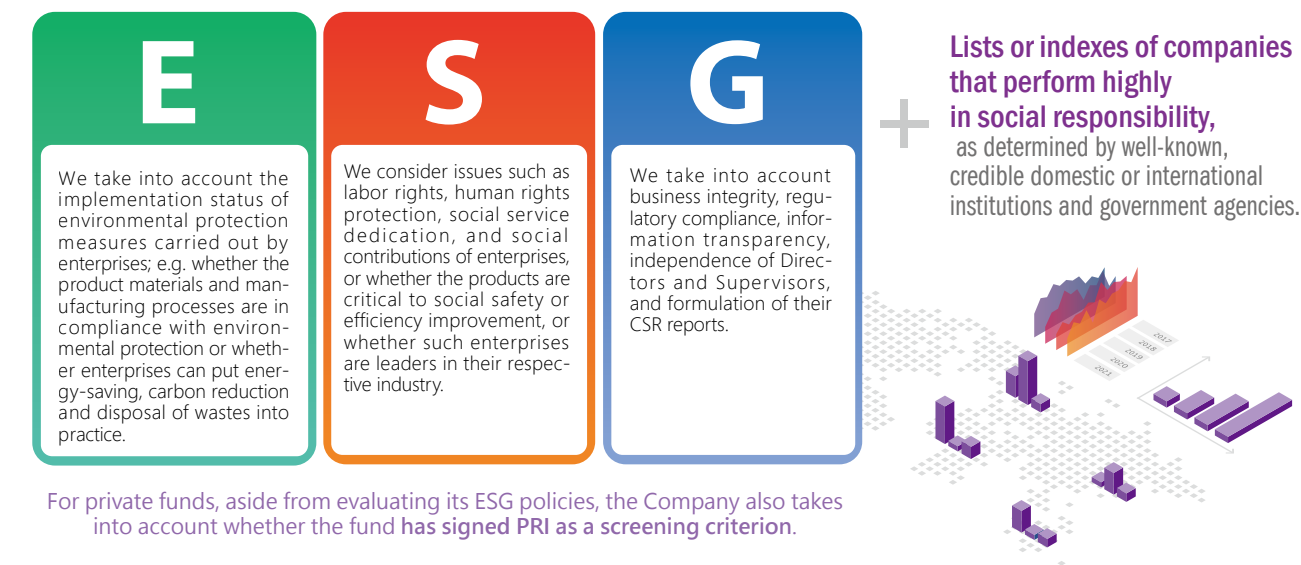 E
We take into account the
implementation status of
environmental protection
measures carried out by
enterprises; e.g. whether the
product materials and man-
ufacturing processes are in
compliance with environ-
mental protection or wheth-
er enterprises can put ener-
gy-saving, carbon reduction
and disposal of wastes into
practice.
S
We consider issues such as
labor rights, human rights
protection, social service
dedication, and social
contributions of enterprises,
or whether the products are
critical to social safety or
efficiency improvement, or
whether such enterprises
are leaders in their respec-
tive industry.
G
We take into account
business integrity, regu-
latory compliance, infor-
mation transparency,
independence of Direc-
tors and Supervisors,
and formulation of their
CSR reports.
+
Lists or indexes of companies
that perform highly
in social responsibility,
as determined by well-known,
credible domestic or international
institutions and government agencies.
2017
2018
2019
2020
2021
For private funds, aside from evaluating its ESG policies, the Company also takes
into account whether the fund has signed PRI as a screening criterion.